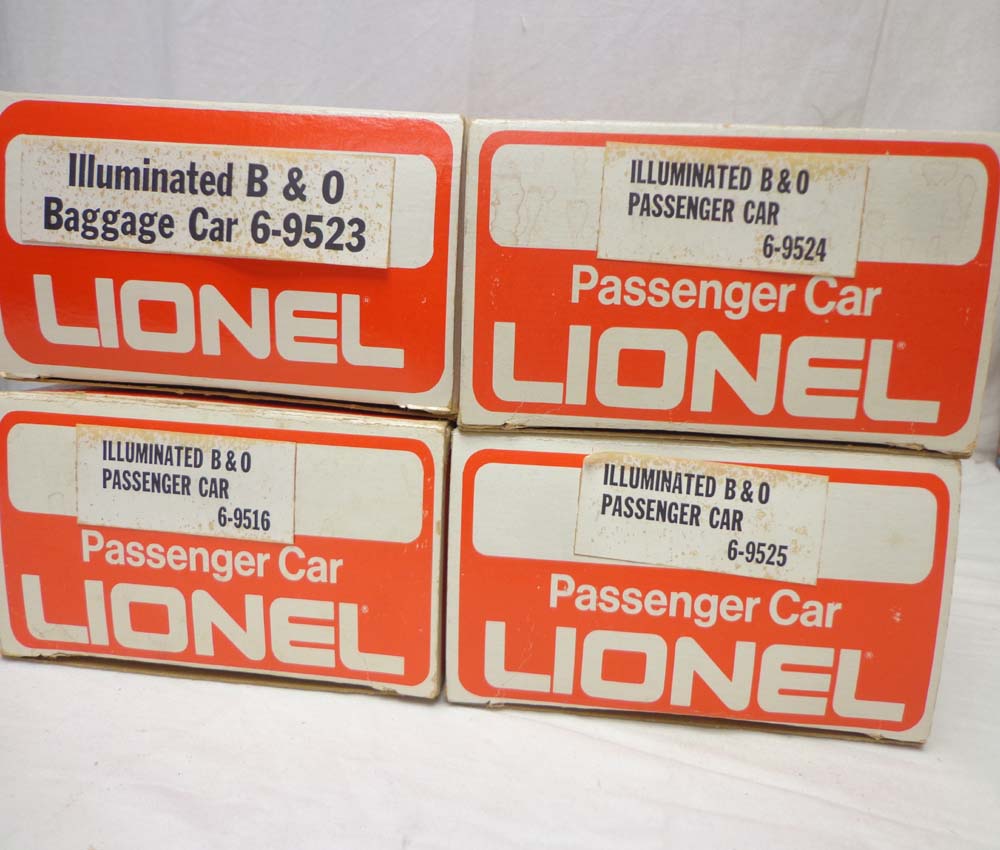 Illuminated B & O
Baggage Car 6-9523
LIONEL®
ILLUMINATED B & O
PASSENGER CAR
6-9524
Passenger Car
LIONEL®
ILLUMINATED B & O
PASSENGER CAR
6-9516
Passenger Car
LIONEL®
ILLUMINATED B & O
PASSENGER CAR
6-9525
Passenger Car
LIONEL®